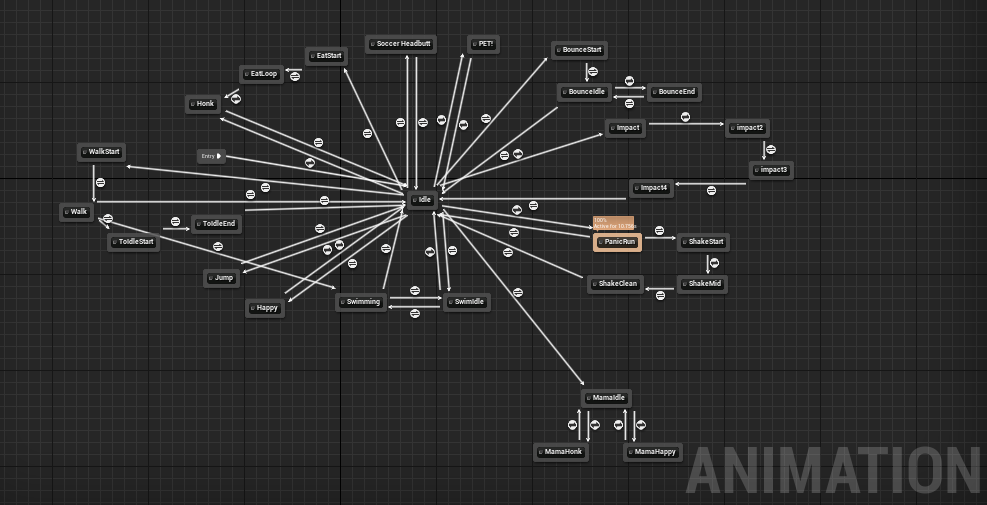 Soccer Headbutt
PET!
EatStart
BounceStart
EatLoop
BounceIdle
BounceEnd
Honk
Impact
impact2
WalkStart
Entry
impact3
Impact4
Idle
Walk
ToIdleEnd
100%
PanicRun
ToIdleStart
ShakeStart
Jump
ShakeClean
ShakeMid
Happy
Swimming
SwimIdle
MamaIdle
MamaHonk
MamaHappy
ANIMATION